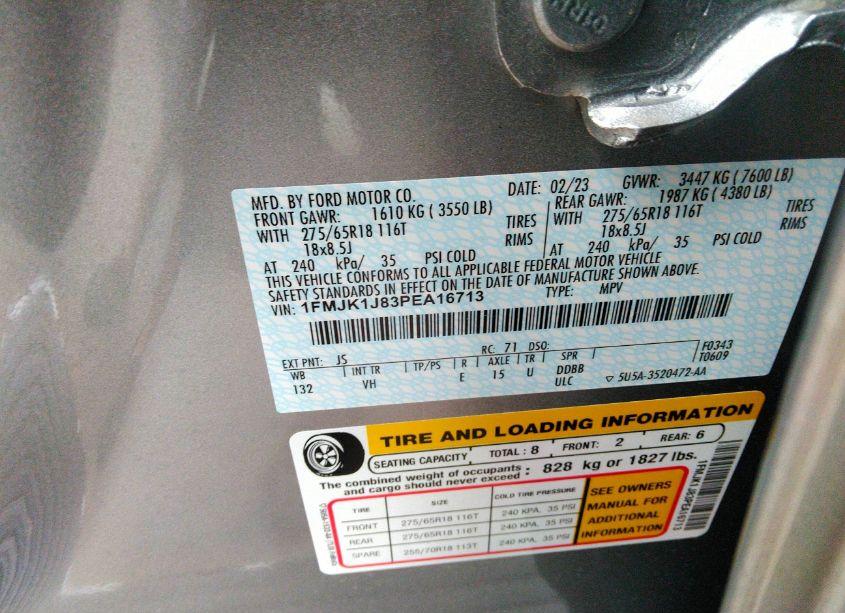 MFD. BY FORD MOTOR CO.
DATE: 02/23 GVWR: 3447 KG ( 7600 LB)
FRONT GAWR: 1610 KG ( 3550 LB)
REAR GAWR: 1987 KG ( 4380 LB)
WITH 275/65R18 116T TIRES
18x8.5J RIMS
AT 240 kPa/ 35 PSI COLD
WITH 275/65R18 116T TIRES
18x8.5J RIMS
AT 240 kPa/ 35 PSI COLD
THIS VEHICLE CONFORMS TO ALL APPLICABLE FEDERAL MOTOR VEHICLE
SAFETY STANDARDS IN EFFECT ON THE DATE OF MANUFACTURE SHOWN ABOVE.
VIN: 1FMJK1J83PEA16713 TYPE: MPV
EXT PNT: JS RC: 71 DSO: F0343
WB INT TR TP/PS R AXLE TR SPR T0609
132 VH E 15 U DDBB
ULC ▽ 5U5A-3520472-AA
TIRE AND LOADING INFORMATION
SEATING CAPACITY TOTAL : 8 FRONT: 2 REAR: 6
The combined weight of occupants
and cargo should never exceed : 828 kg or 1827 lbs.
TIRE SIZE COLD TIRE PRESSURE
FRONT 275/65R18 116T 240 KPA, 35 PSI
REAR 275/65R18 116T 240 KPA, 35 PSI
SPARE 255/70R18 113T 240 KPA, 35 PSI
SEE OWNERS
MANUAL FOR
ADDITIONAL
INFORMATION
1FMJK1J83PEA16713